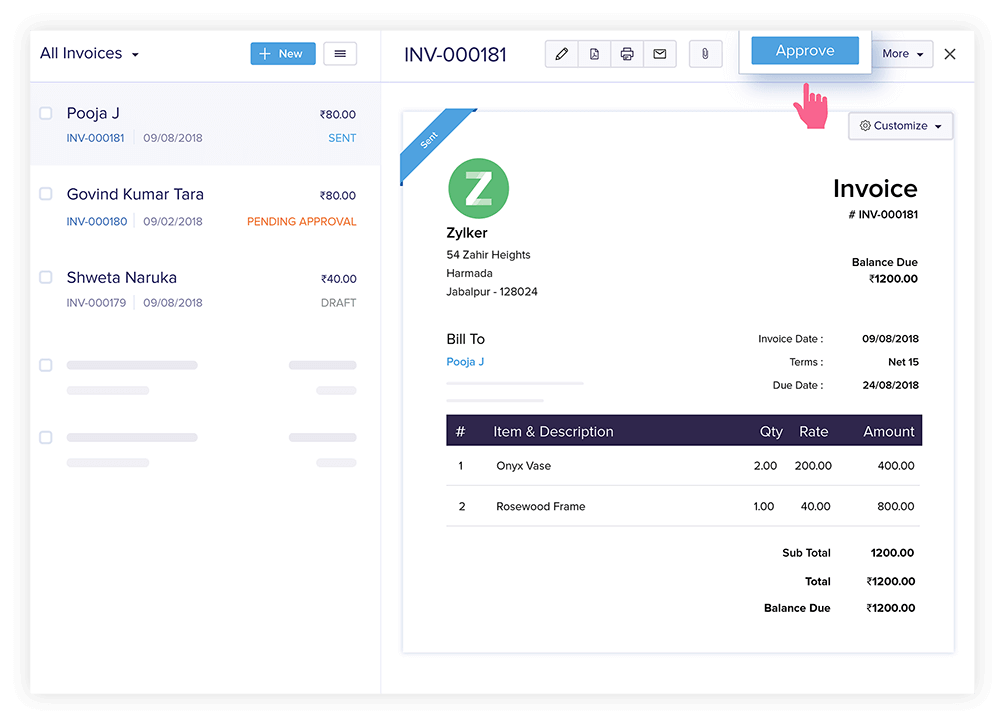 All Invoices
+ New
Pooja J ₹80.00
INV-000181 09/08/2018 SENT
Govind Kumar Tara ₹80.00
INV-000180 09/02/2018 PENDING APPROVAL
Shweta Naruka ₹40.00
INV-000179 09/08/2018 DRAFT
INV-000181 Approve More
Customize
Sent
Z
Zylker
54 Zahir Heights
Harmada
Jabalpur - 128024
Invoice
# INV-000181
Balance Due
₹1200.00
Bill To
Pooja J
Invoice Date : 09/08/2018
Terms : Net 15
Due Date : 24/08/2018
# Item & Description Qty Rate Amount
1 Onyx Vase 2.00 200.00 400.00
2 Rosewood Frame 1.00 40.00 800.00
Sub Total 1200.00
Total ₹1200.00
Balance Due ₹1200.00